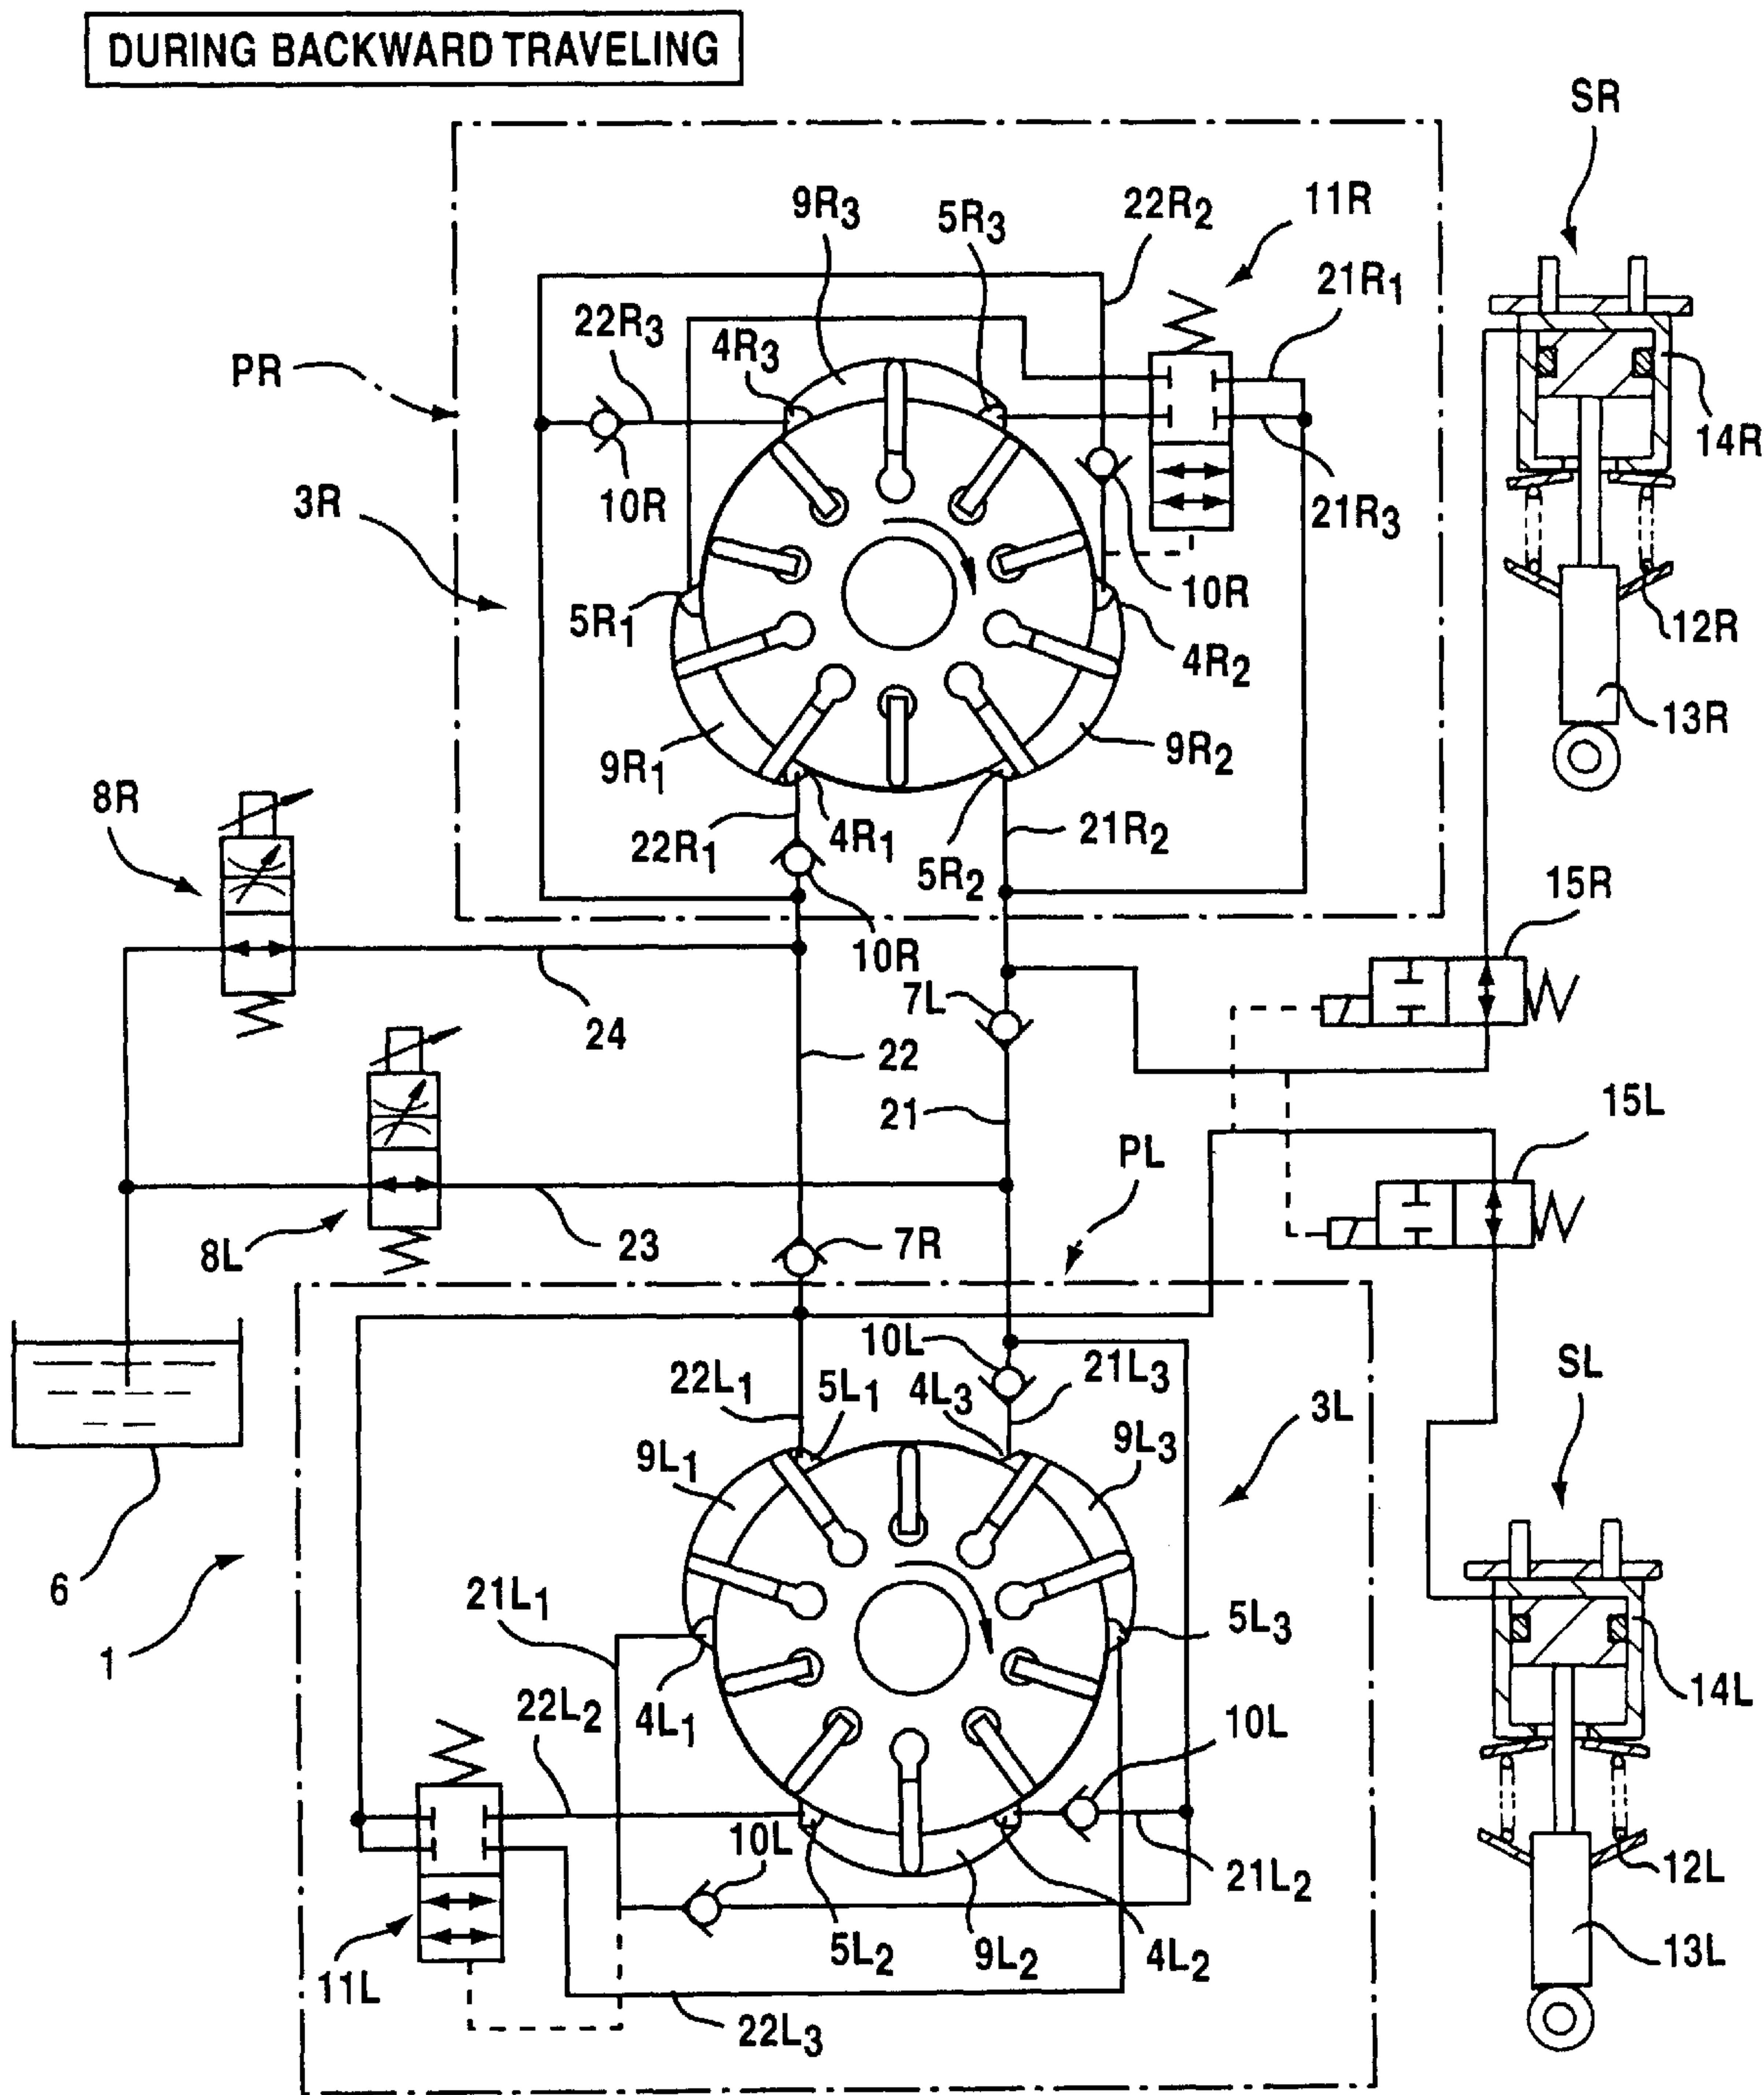 DURING BACKWARD TRAVELING
SR
9R3
5R3
22R2
11R
21R1
22R3
4R3
PR
14R
10R
21R3
3R
10R
5R1
12R
4R2
13R
9R1
9R2
8R
22R1
4R1
21R2
5R2
15R
10R
7L
24
22
21
15L
PL
8L
23
7R
10L
SL
22L1
5L1
4L3
21L3
3L
9L1
9L3
6
21L1
5L3
1
22L2
4L1
10L
14L
10L
21L2
12L
5L2
9L2
4L2
11L
13L
22L3